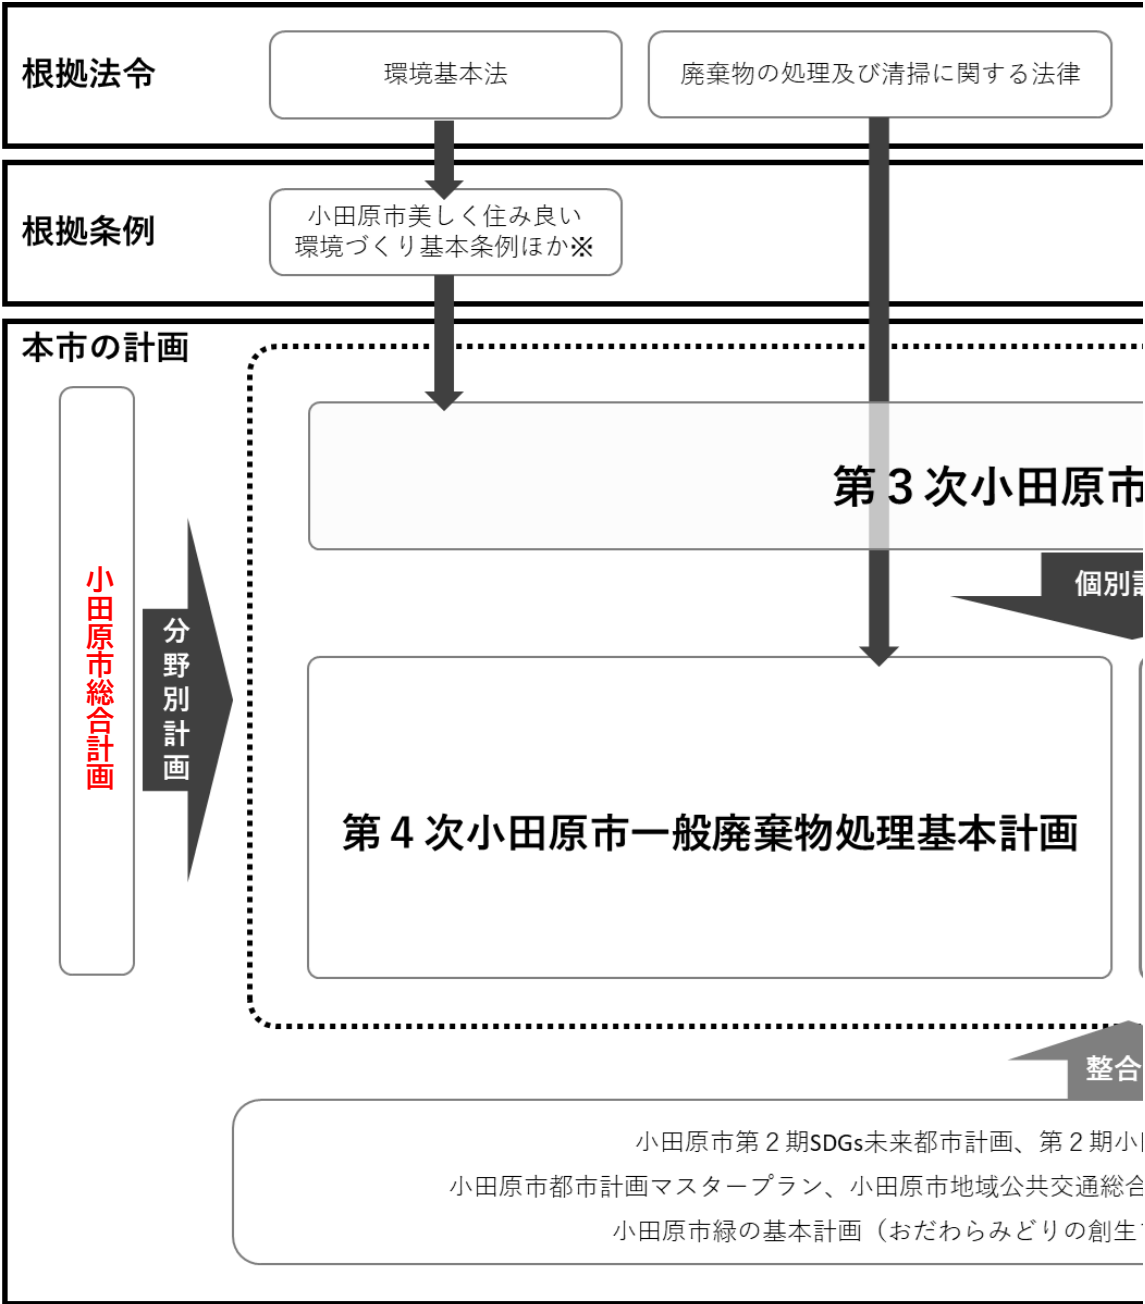 根拠法令
環境基本法
廃棄物の処理及び清掃に関する法律
根拠条例
小田原市美しく住み良い
環境づくり基本条例ほか※
本市の計画
第３次小田原市
個別
小田原市総合計画
分野別計画
第４次小田原市一般廃棄物処理基本計画
整合
小田原市第２期SDGs未来都市計画、第２期小
小田原市都市計画マスタープラン、小田原市地域公共交通総合
小田原市緑の基本計画（おだわらみどりの創生